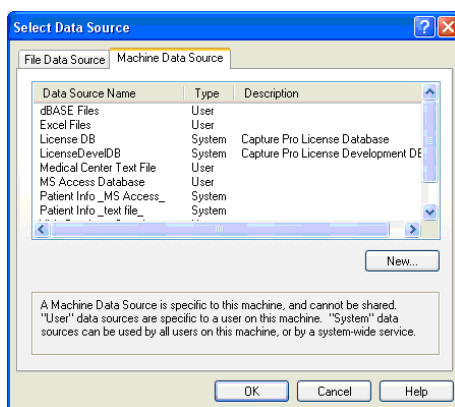 Select Data Source
File Data Source Machine Data Source
Data Source Name Type Description
dBASE Files User
Excel Files User
License DB System Capture Pro License Database
LicenseDevelDB System Capture Pro License Development DE
Medical Center Text File User
MS Access Database User
Patient Info _MS Access_ System
Patient Info _text file_ System
New...
A Machine Data Source is specific to this machine, and cannot be shared.
"User" data sources are specific to a user on this machine. "System" data
sources can be used by all users on this machine, or by a system-wide service.
OK Cancel Help